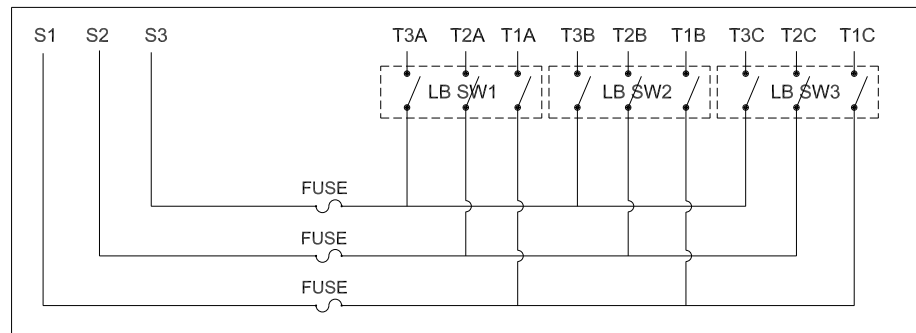 S1 S2 S3 T3A T2A T1A T3B T2B T1B T3C T2C T1C
LB SW1 LB SW2 LB SW3
FUSE
FUSE
FUSE